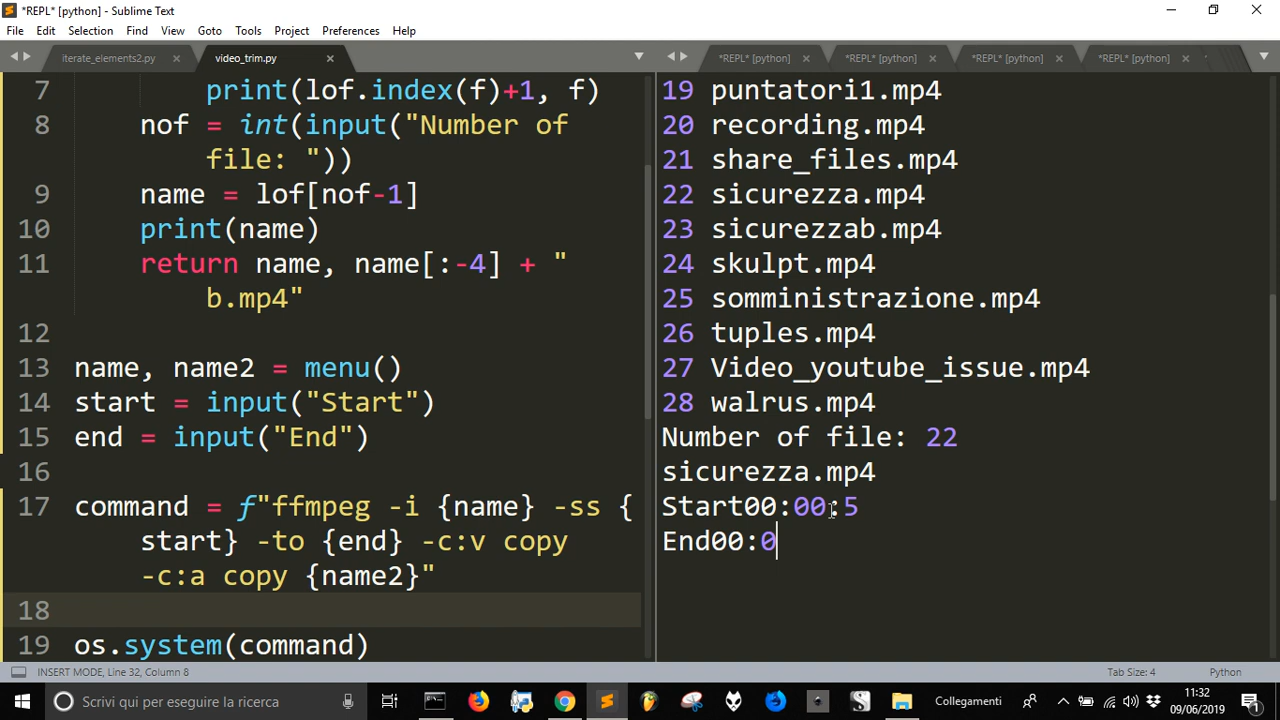 *REPL* [python] - Sublime Text
File Edit Selection Find View Goto Tools Project Preferences Help
iterate_elements2.py video_trim.py *REPL* [python] *REPL* [python] *REPL* [python] *REPL* [python]
7 print(lof.index(f)+1, f)
8 nof = int(input("Number of
file: "))
9 name = lof[nof-1]
10 print(name)
11 return name, name[:-4] + "
b.mp4"
12
13 name, name2 = menu()
14 start = input("Start")
15 end = input("End")
16
17 command = f"ffmpeg -i {name} -ss {
start} -to {end} -c:v copy
-c:a copy {name2}"
18
19 os.system(command)
19 puntatori1.mp4
20 recording.mp4
21 share_files.mp4
22 sicurezza.mp4
23 sicurezzab.mp4
24 skulpt.mp4
25 somministrazione.mp4
26 tuples.mp4
27 Video_youtube_issue.mp4
28 walrus.mp4
Number of file: 22
sicurezza.mp4
Start00:00:5
End00:0
INSERT MODE, Line 32, Column 8 Tab Size: 4 Python
Scrivi qui per eseguire la ricerca Collegamenti 11:32
09/06/2019 1